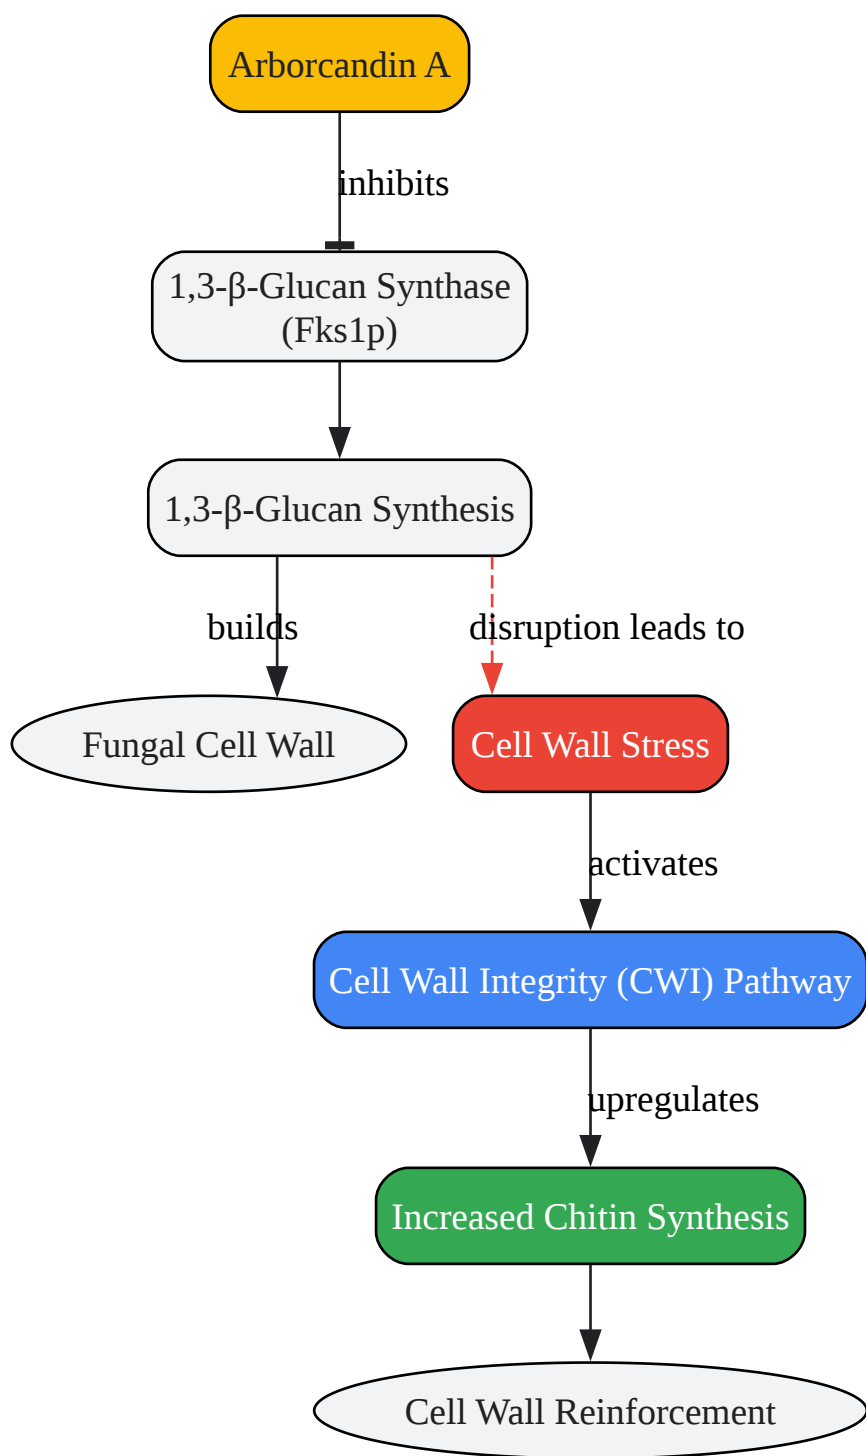 Arborcandin A
inhibits
1,3-β-Glucan Synthase
(Fks1p)
1,3-β-Glucan Synthesis
builds
disruption leads to
Fungal Cell Wall
Cell Wall Stress
activates
Cell Wall Integrity (CWI) Pathway
upregulates
Increased Chitin Synthesis
Cell Wall Reinforcement